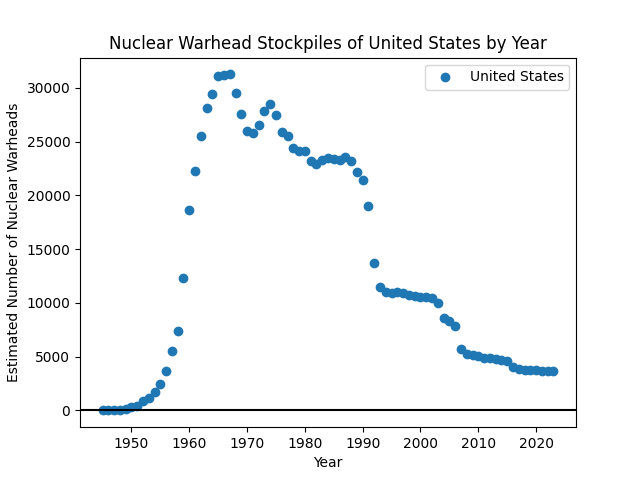 Nuclear Warhead Stockpiles of United States by Year
United States
Estimated Number of Nuclear Warheads
30000
25000
20000
15000
10000
5000
0
1950 1960 1970 1980 1990 2000 2010 2020
Year